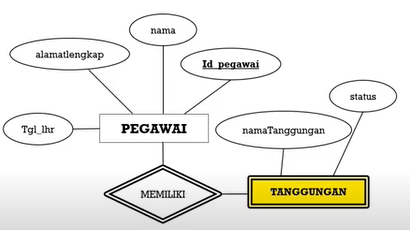 nama
alamatlengkap
Id_pegawai
status
Tgl_lhr
PEGAWAI
namaTanggungan
MEMILIKI
TANGGUNGAN